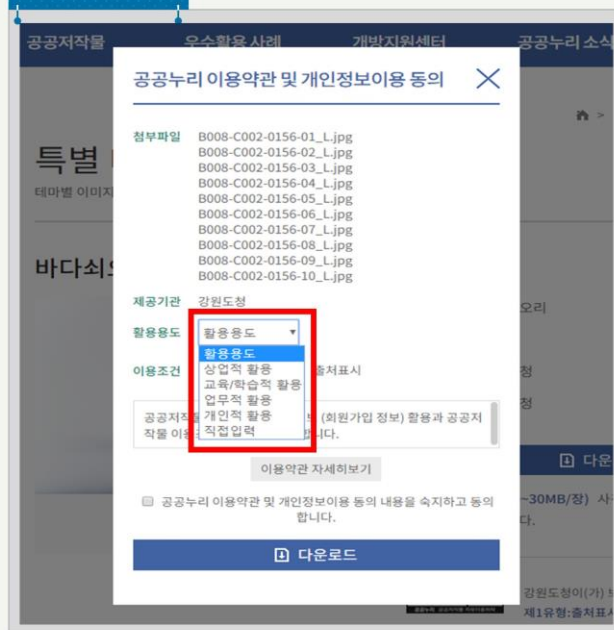 공공저작물 우수활용 사례 개방지원센터 공공누리 소식
공공누리 이용약관 및 개인정보이용 동의
특별
테마별 이미지
바다쇠오
첨부파일 B008-C002-0156-01_L.jpg
B008-C002-0156-02_L.jpg
B008-C002-0156-03_L.jpg
B008-C002-0156-04_L.jpg
B008-C002-0156-05_L.jpg
B008-C002-0156-06_L.jpg
B008-C002-0156-07_L.jpg
B008-C002-0156-08_L.jpg
B008-C002-0156-09_L.jpg
B008-C002-0156-10_L.jpg
제공기관 강원도청
오리
활용용도 활용용도
활용용도
상업적 활용
교육/학습적 활용
업무적 활용
개인적 활용
직접입력
이용조건 출처표시
청
청
공공저작 (회원가입 정보) 활용과 공공저
작물 이용 합니다.
이용약관 자세히보기
다운
공공누리 이용약관 및 개인정보이용 동의 내용을 숙지하고 동의
합니다.
~30MB/장) 사
다.
다운로드
강원도청이(가) 보
제1유형:출처표시